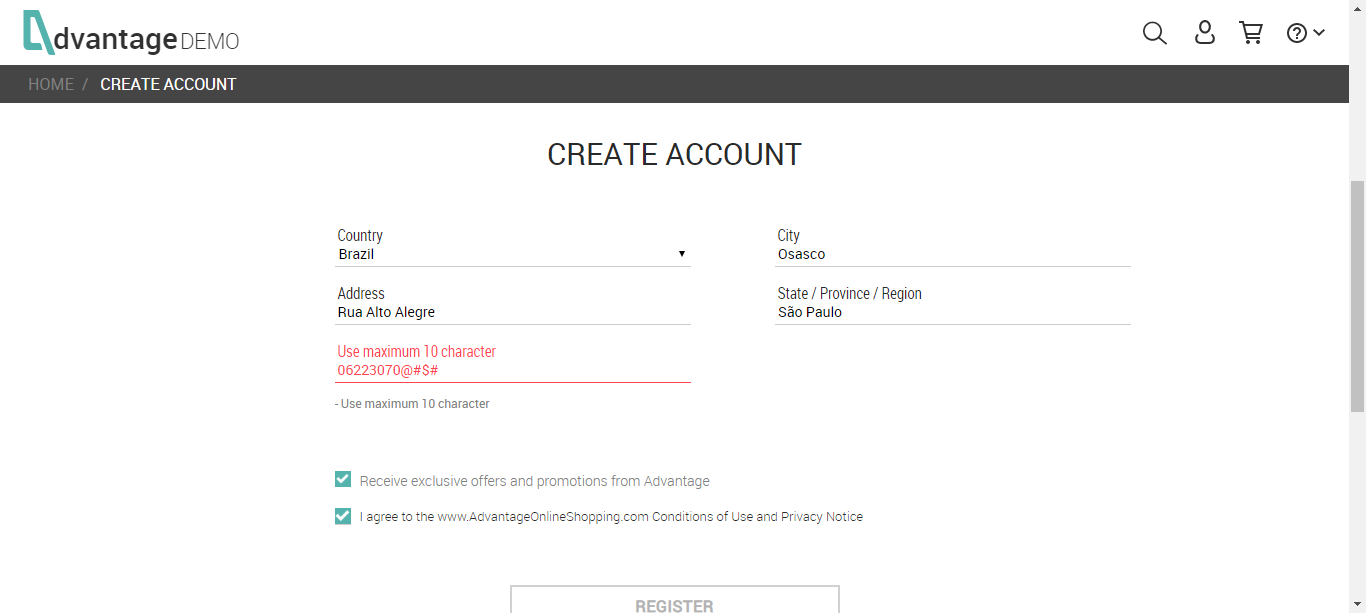 dvantage DEMO
HOME / CREATE ACCOUNT
CREATE ACCOUNT
Country
Brazil
City
Osasco
Address
Rua Alto Alegre
State / Province / Region
São Paulo
Use maximum 10 character
06223070@#$#
- Use maximum 10 character
Receive exclusive offers and promotions from Advantage
I agree to the www.AdvantageOnlineShopping.com Conditions of Use and Privacy Notice
REGISTER